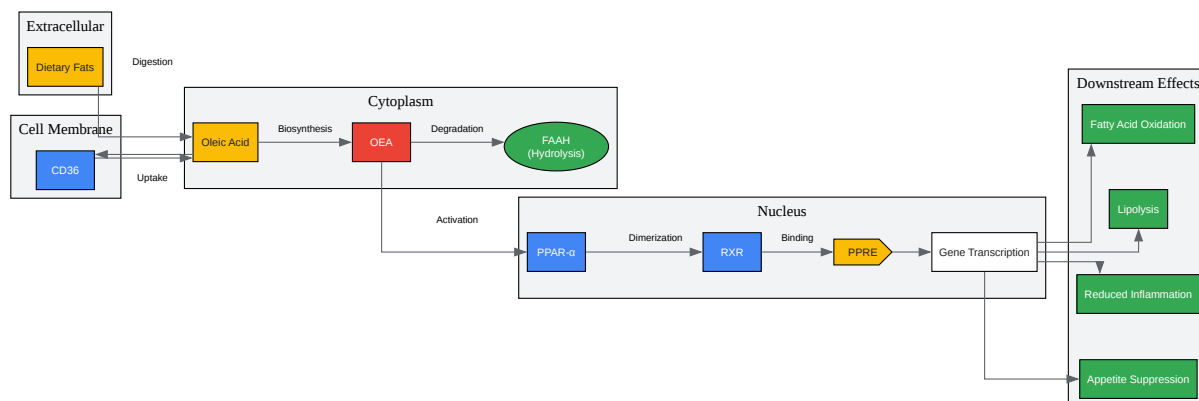 Extracellular
Dietary Fats
Digestion
Cell Membrane
CD36
Uptake
Cytoplasm
Oleic Acid
Biosynthesis
OEA
Degradation
FAAH
(Hydrolysis)
Activation
Nucleus
PPAR-α
Dimerization
RXR
Binding
PPRE
Gene Transcription
Downstream Effects
Fatty Acid Oxidation
Lipolysis
Reduced Inflammation
Appetite Suppression